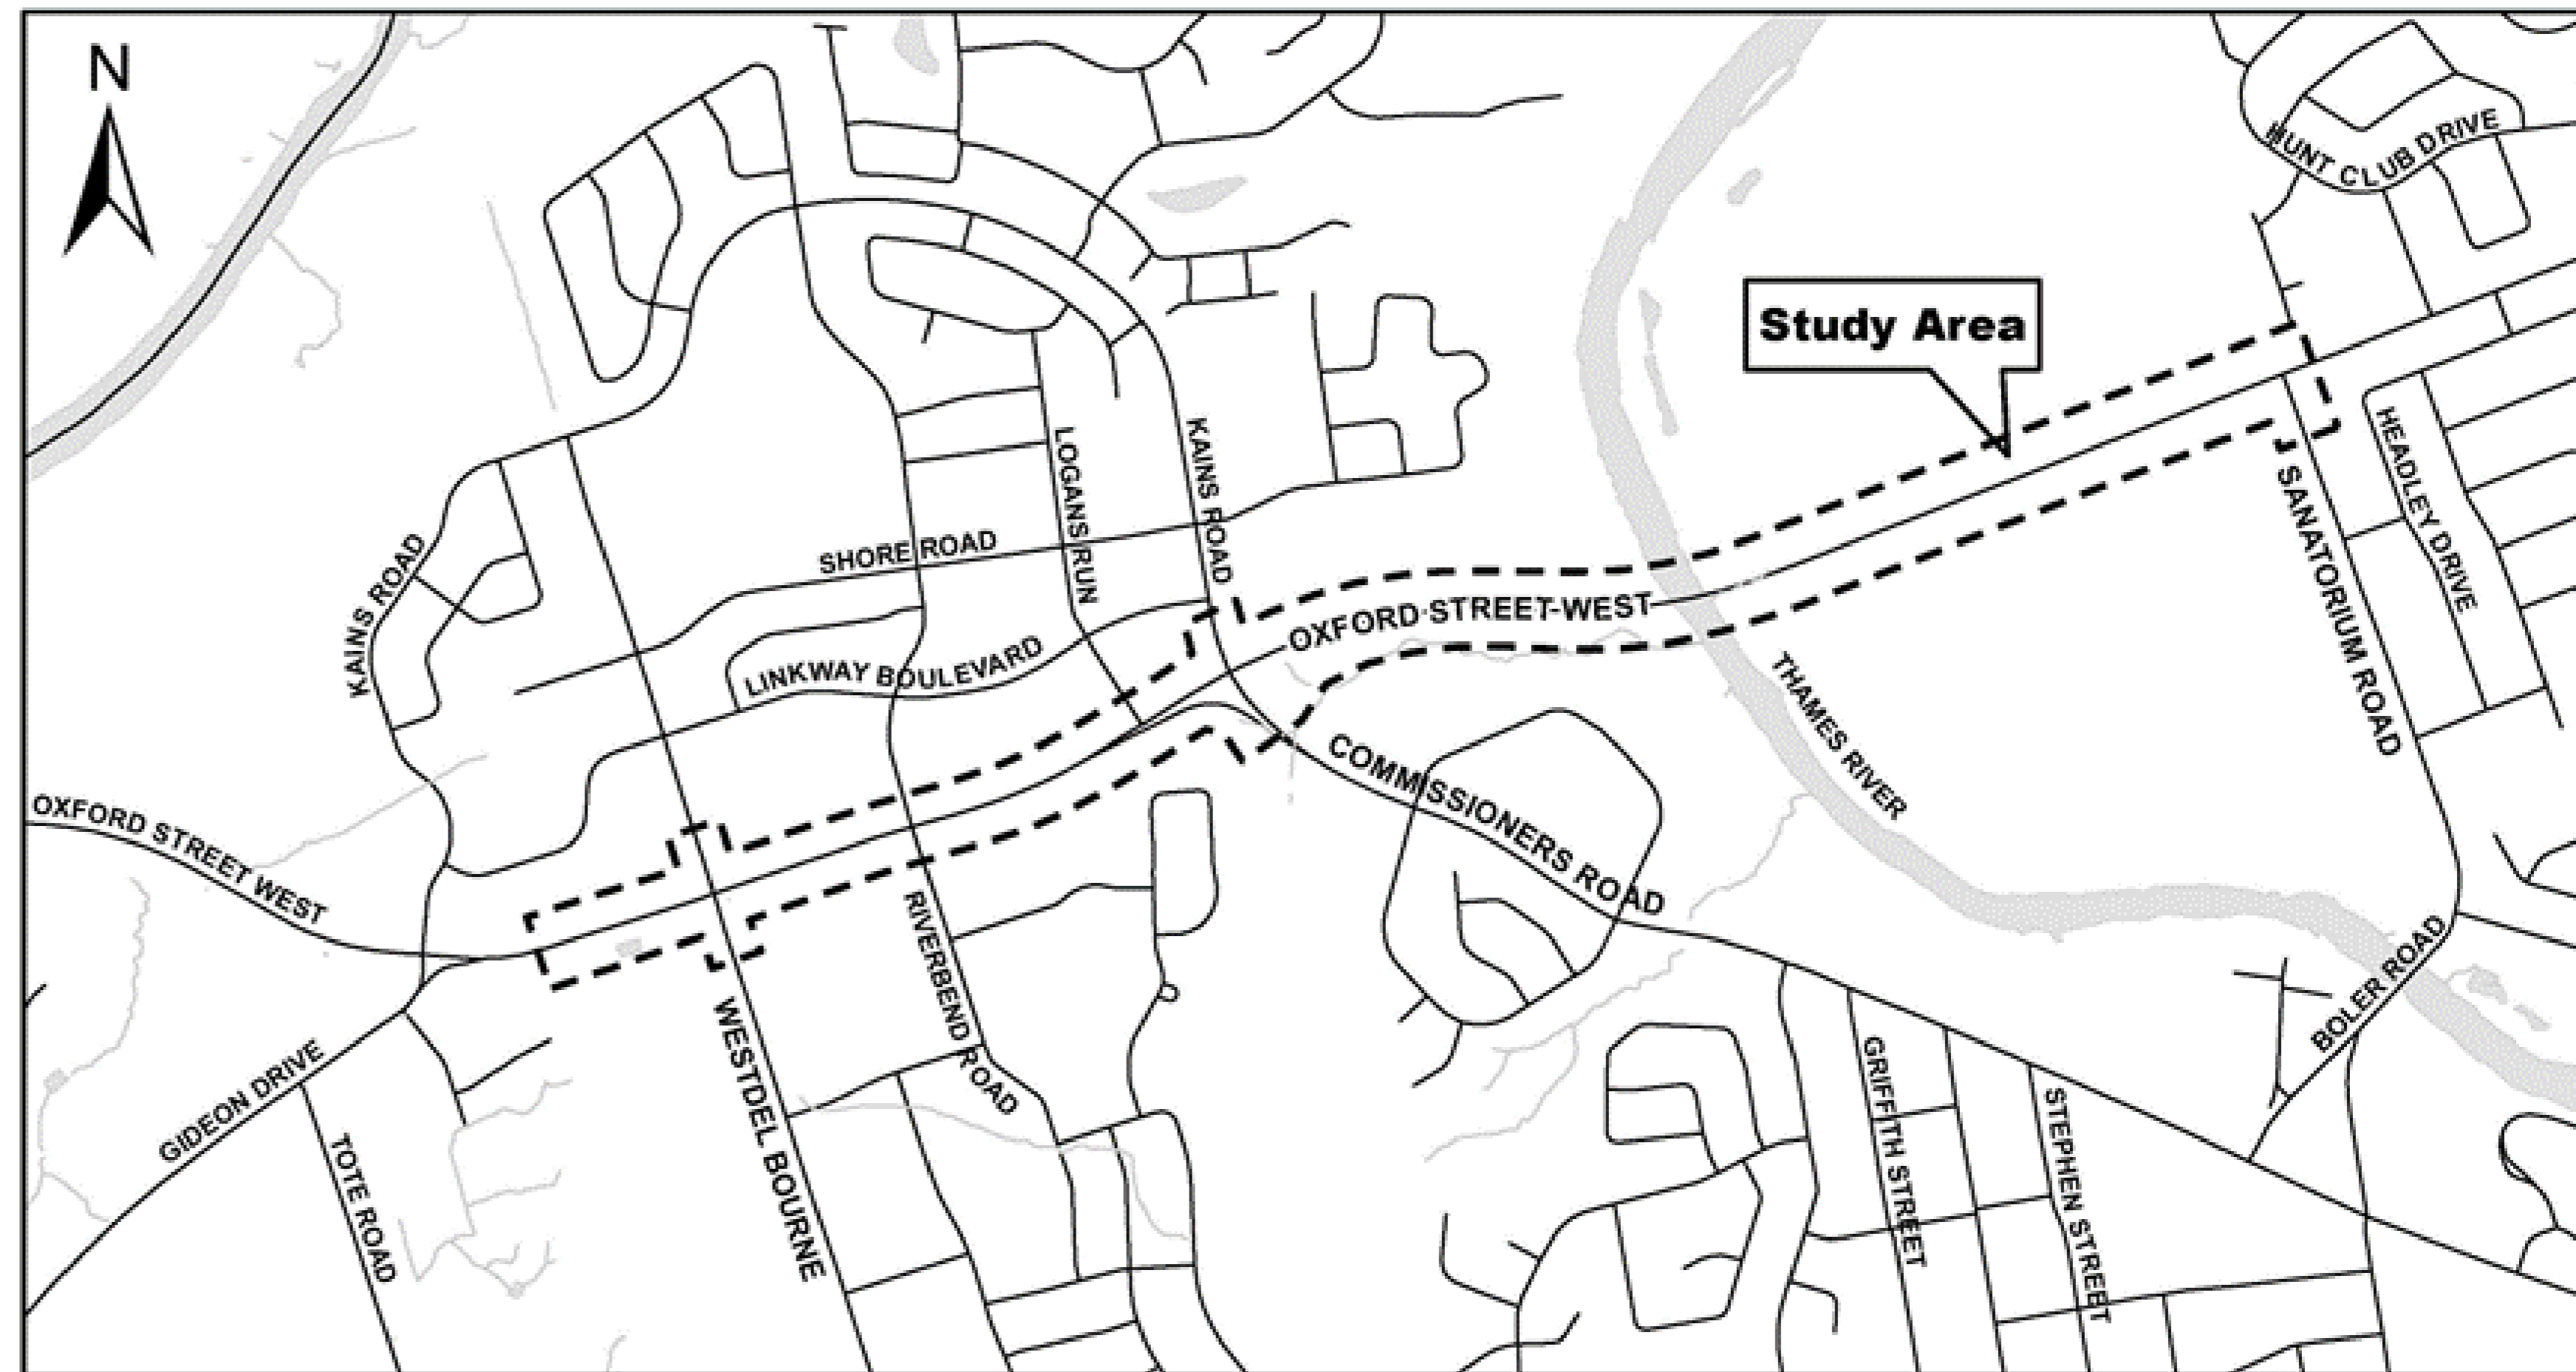 N
HUNT CLUB DRIVE
Study Area
KAINS ROAD
LOGANS RUN
HEADLEY DRIVE
SANATORIUM ROAD
SHORE ROAD
KAINS ROAD
OXFORD STREET WEST
LINKWAY BOULEVARD
THAMES RIVER
COMMISSIONERS ROAD
OXFORD STREET WEST
RIVERBEND ROAD
BOLER ROAD
WESTDEL BOURNE
GIDEON DRIVE
GRIFFITH STREET
STEPHEN STREET
TOTE ROAD